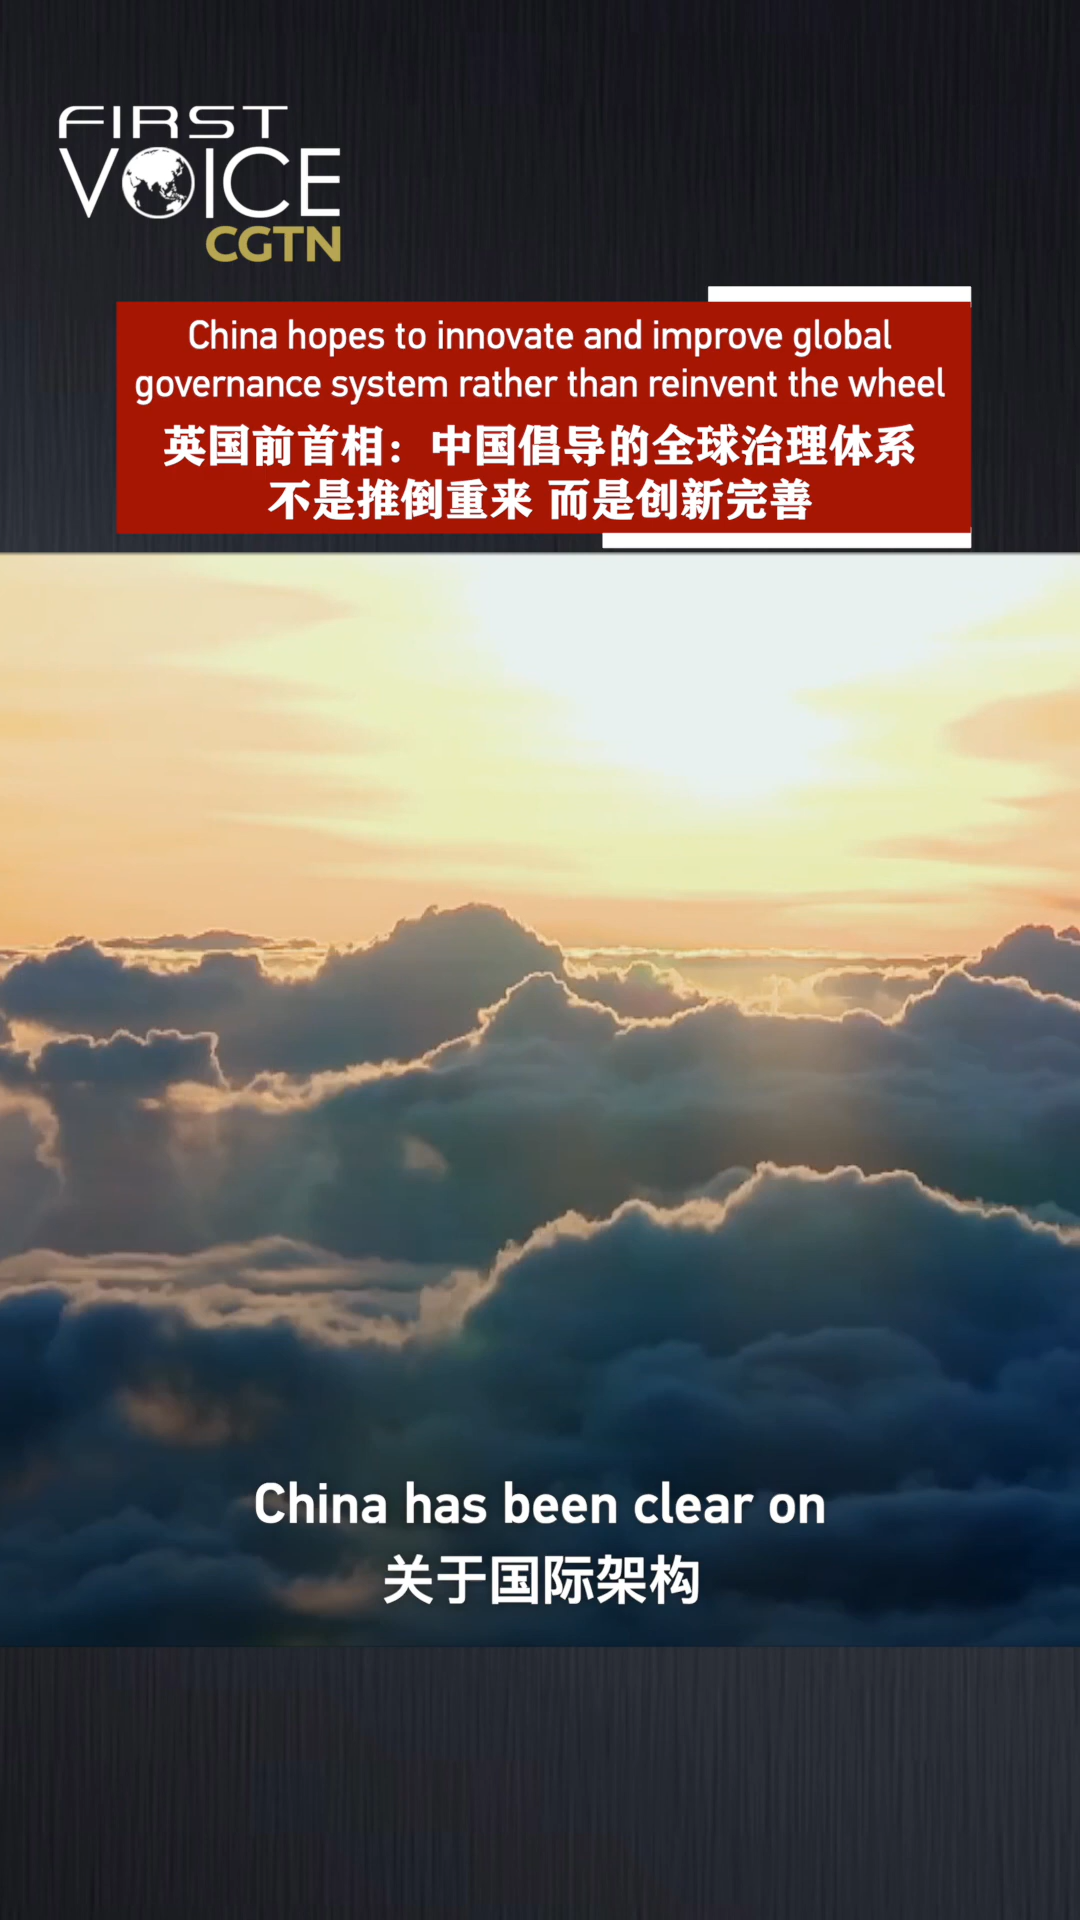 FIRST
VOICE
CGTN
China hopes to innovate and improve global
governance system rather than reinvent the wheel
英国前首相：中国倡导的全球治理体系
不是推倒重来 而是创新完善
China has been clear on
关于国际架构